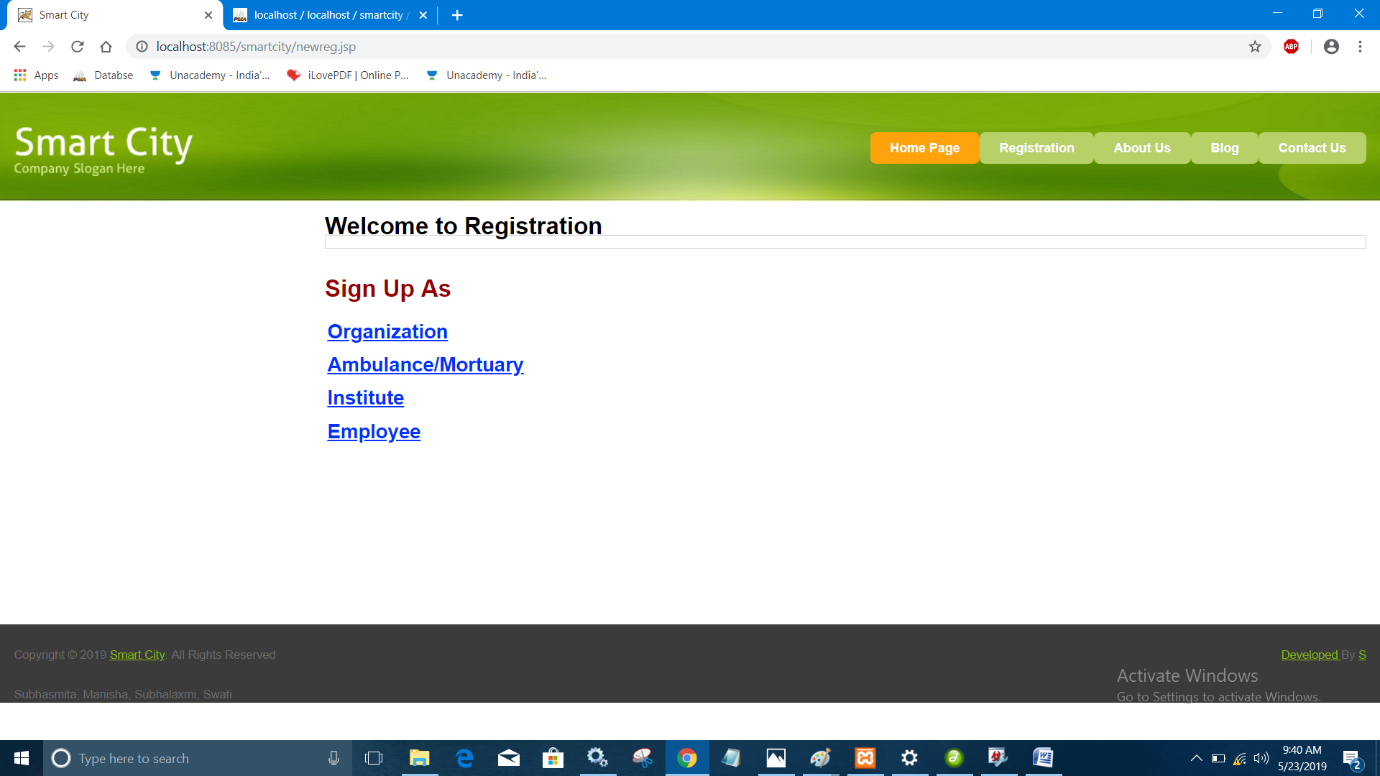 Smart City
localhost / localhost / smartcity /
localhost:8085/smartcity/newreg.jsp
ABP
Apps Databse Unacademy - India'... iLovePDF | Online P... Unacademy - India'...
Smart City
Company Slogan Here
Home Page Registration About Us Blog Contact Us
Welcome to Registration
Sign Up As
Organization
Ambulance/Mortuary
Institute
Employee
Copyright © 2019 Smart City. All Rights Reserved
Developed By S
Subhasmita, Manisha, Subhalaxmi, Swati
Activate Windows
Go to Settings to activate Windows.
Type here to search
9:40 AM
5/23/2019
2